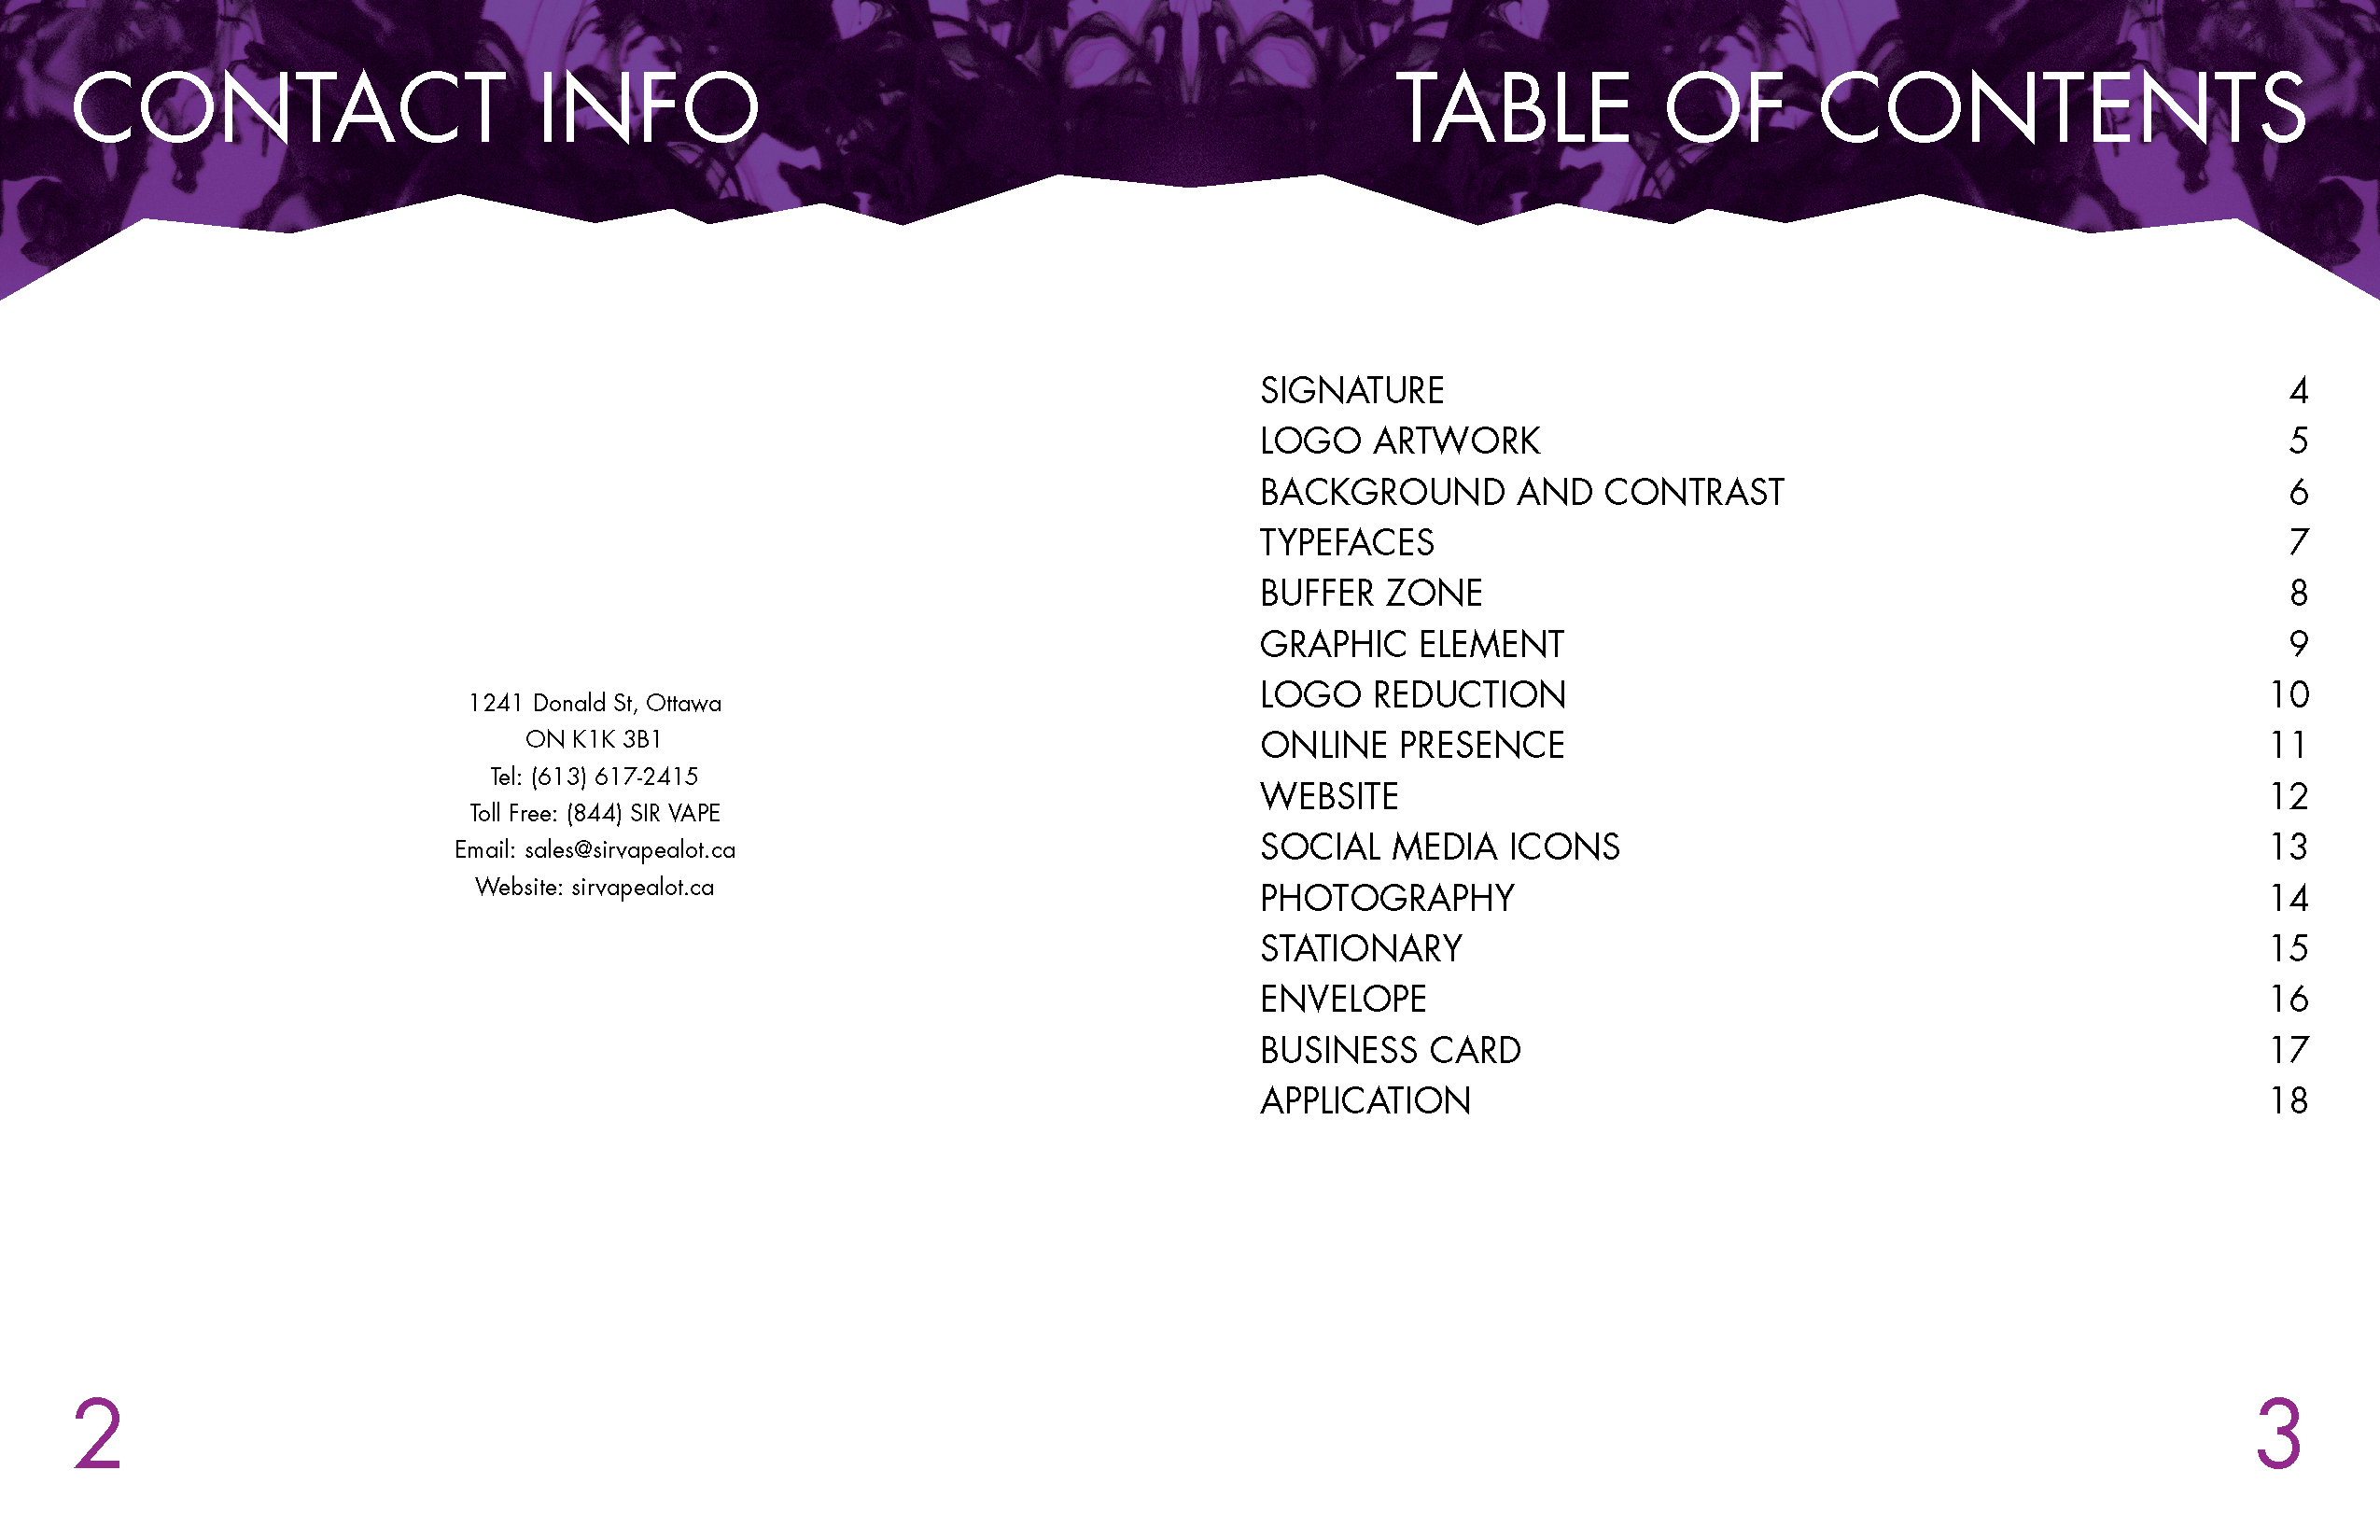 CONTACT INFO
1241 Donald St, Ottawa
ON K1K 3B1
Tel: (613) 617-2415
Toll Free: (844) SIR VAPE
Email: sales@sirvapealot.ca
Website: sirvapealot.ca
2
TABLE OF CONTENTS
SIGNATURE 4
LOGO ARTWORK 5
BACKGROUND AND CONTRAST 6
TYPEFACES 7
BUFFER ZONE 8
GRAPHIC ELEMENT 9
LOGO REDUCTION 10
ONLINE PRESENCE 11
WEBSITE 12
SOCIAL MEDIA ICONS 13
PHOTOGRAPHY 14
STATIONARY 15
ENVELOPE 16
BUSINESS CARD 17
APPLICATION 18
3